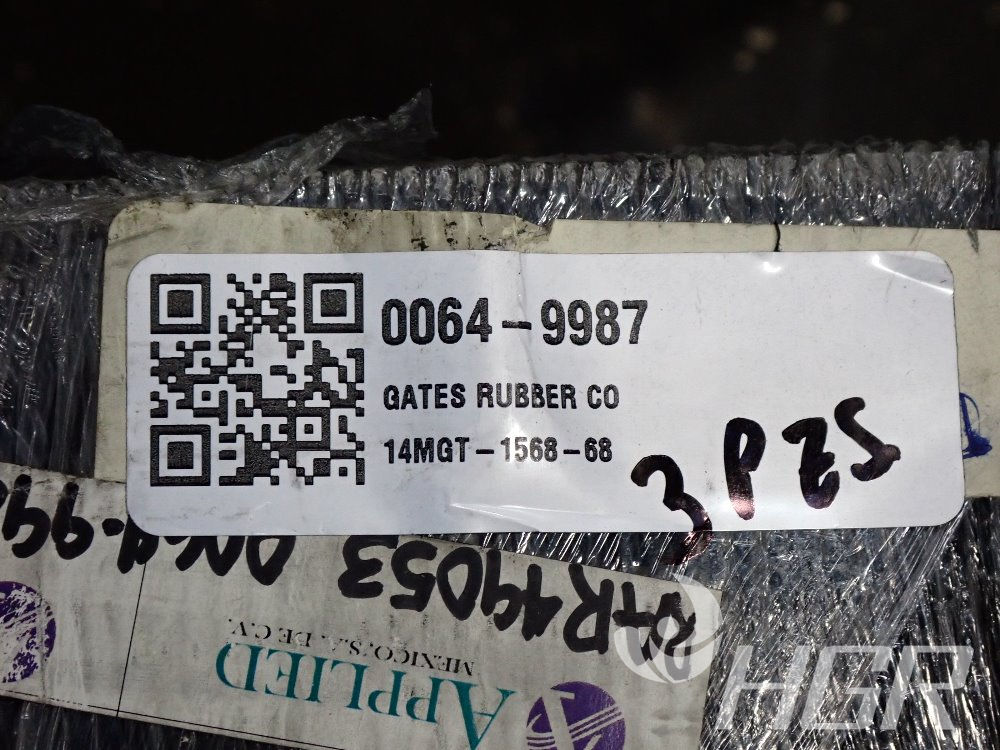 0064-9987
GATES RUBBER CO
14MGT-1568-68
3 PZS
APPLIED
MEXICO, S.A. DE C.V.
HGR